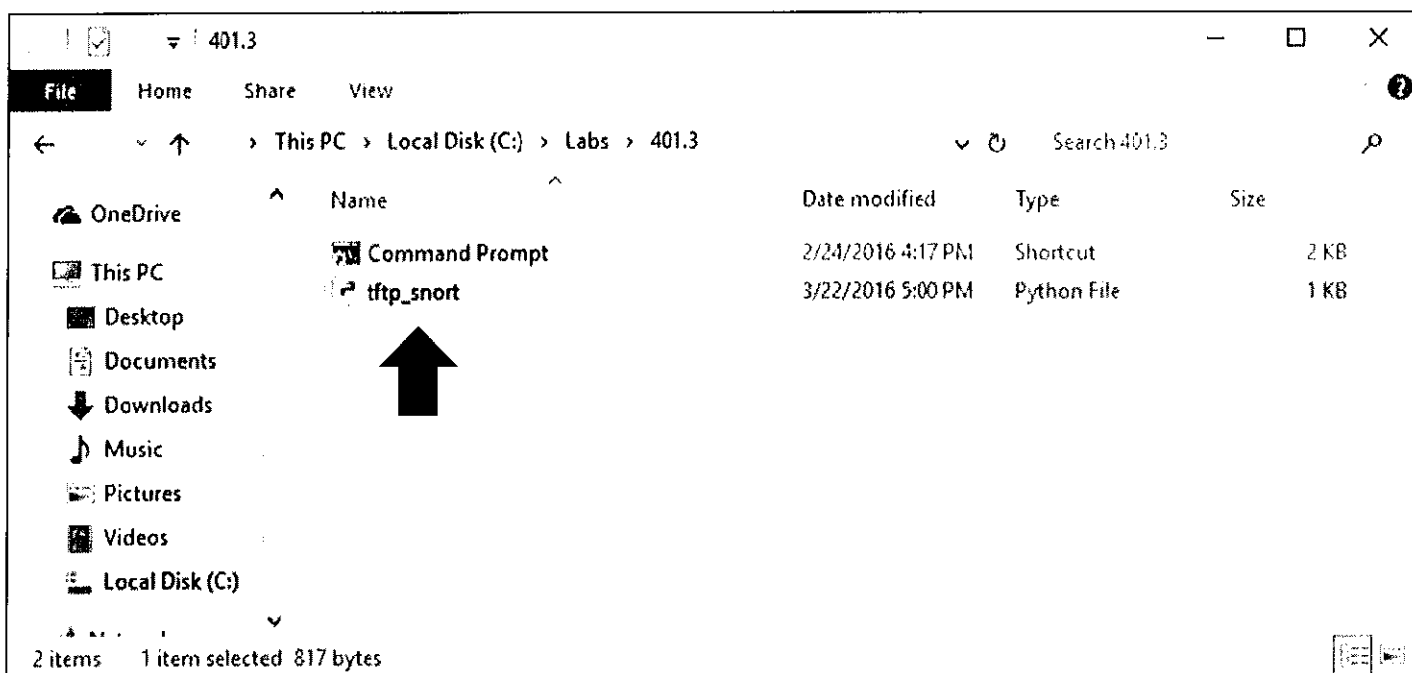 401.3
File Home Share View
This PC > Local Disk (C:) > Labs > 401.3 Search 401.3
Name Date modified Type Size
OneDrive
Command Prompt 2/24/2016 4:17 PM Shortcut 2 KB
This PC
tftp_snort 3/22/2016 5:00 PM Python File 1 KB
Desktop
Documents
Downloads
Music
Pictures
Videos
Local Disk (C:)
2 items 1 item selected 817 bytes